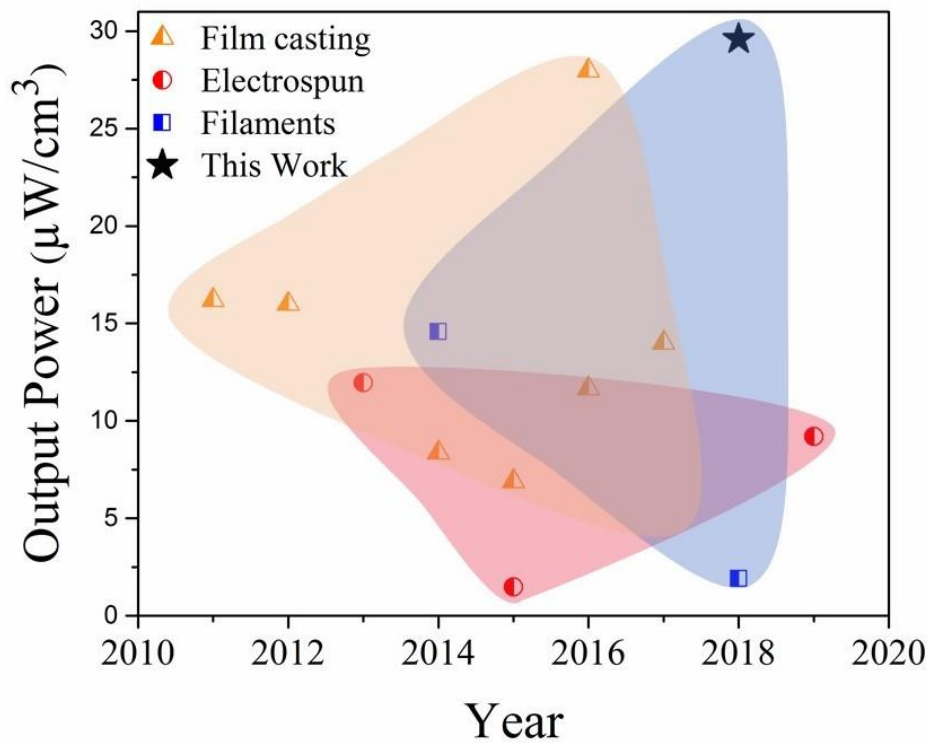 Film casting
Electrospun
Filaments
This Work
Output Power (μW/cm³)
30
25
20
15
10
5
0
2010 2012 2014 2016 2018 2020
Year